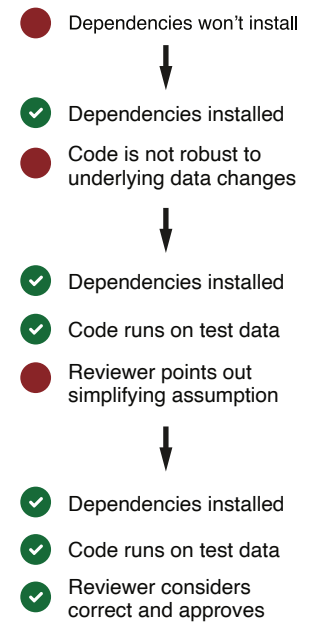 Dependencies won’t install
Dependencies installed
Code is not robust to
underlying data changes
Dependencies installed
Code runs on test data
Reviewer points out
simplifying assumption
Dependencies installed
Code runs on test data
Reviewer considers
correct and approves